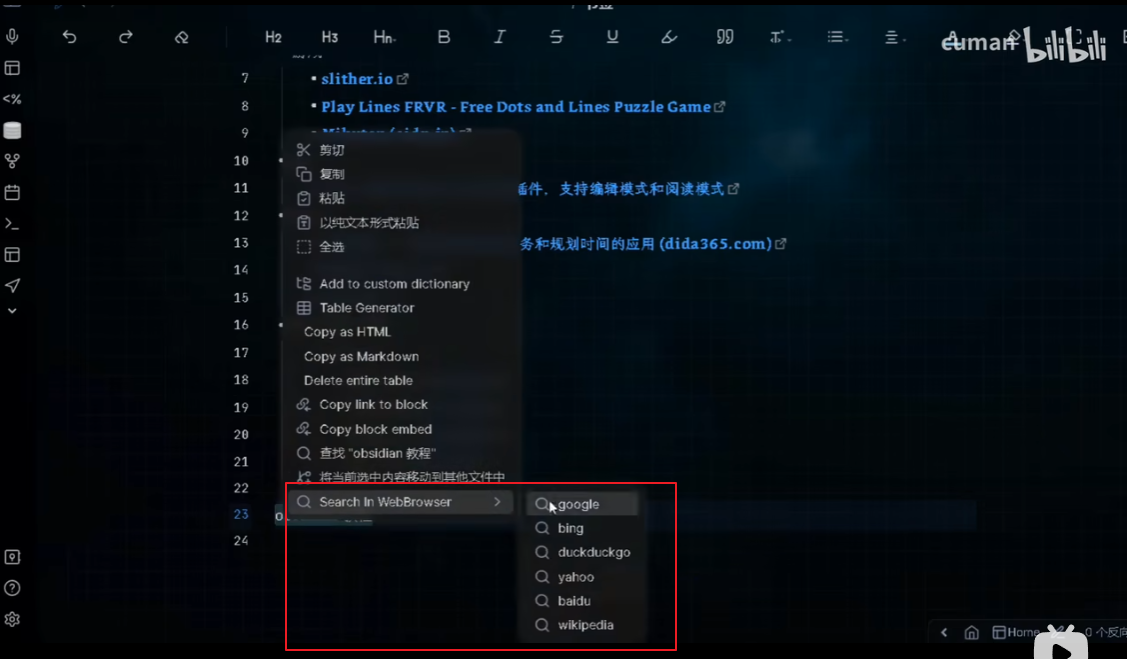 H2 H3 Hn B I S U
cuman bilibili
7 slither.io
8 Play Lines FRVR - Free Dots and Lines Puzzle Game
9
10
11 插件，支持编辑模式和阅读模式
12
13 务和规划时间的应用 (dida365.com)
14
15
16
17
18
19
20
21
22
23
24
剪切
复制
粘贴
以纯文本形式粘贴
全选
Add to custom dictionary
Table Generator
Copy as HTML
Copy as Markdown
Delete entire table
Copy link to block
Copy block embed
查找 "obsidian 教程"
将当前选中内容移动到其他文件中
Search In WebBrowser
google
bing
duckduckgo
yahoo
baidu
wikipedia
Home
0 个反向